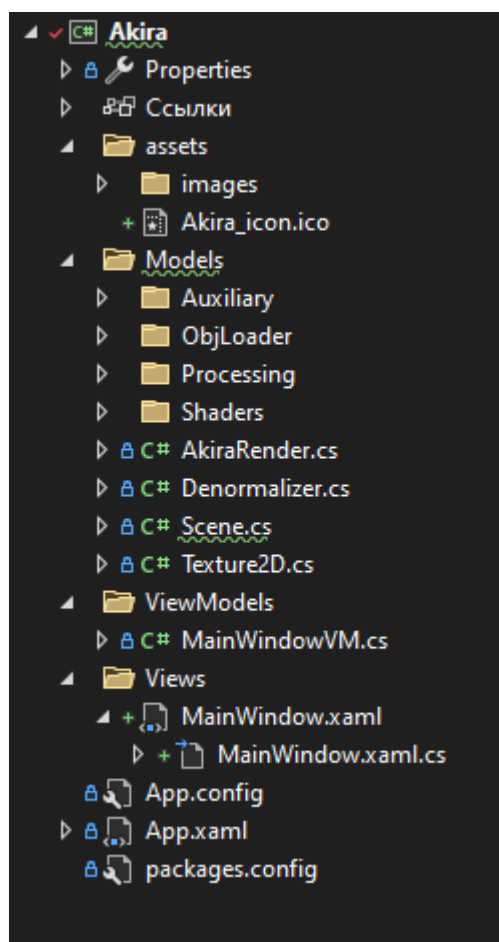 C# Akira
Properties
Ссылки
assets
images
Akira_icon.ico
Models
Auxiliary
ObjLoader
Processing
Shaders
C# AkiraRender.cs
C# Denormalizer.cs
C# Scene.cs
C# Texture2D.cs
ViewModels
C# MainWindowVM.cs
Views
MainWindow.xaml
MainWindow.xaml.cs
App.config
App.xaml
packages.config